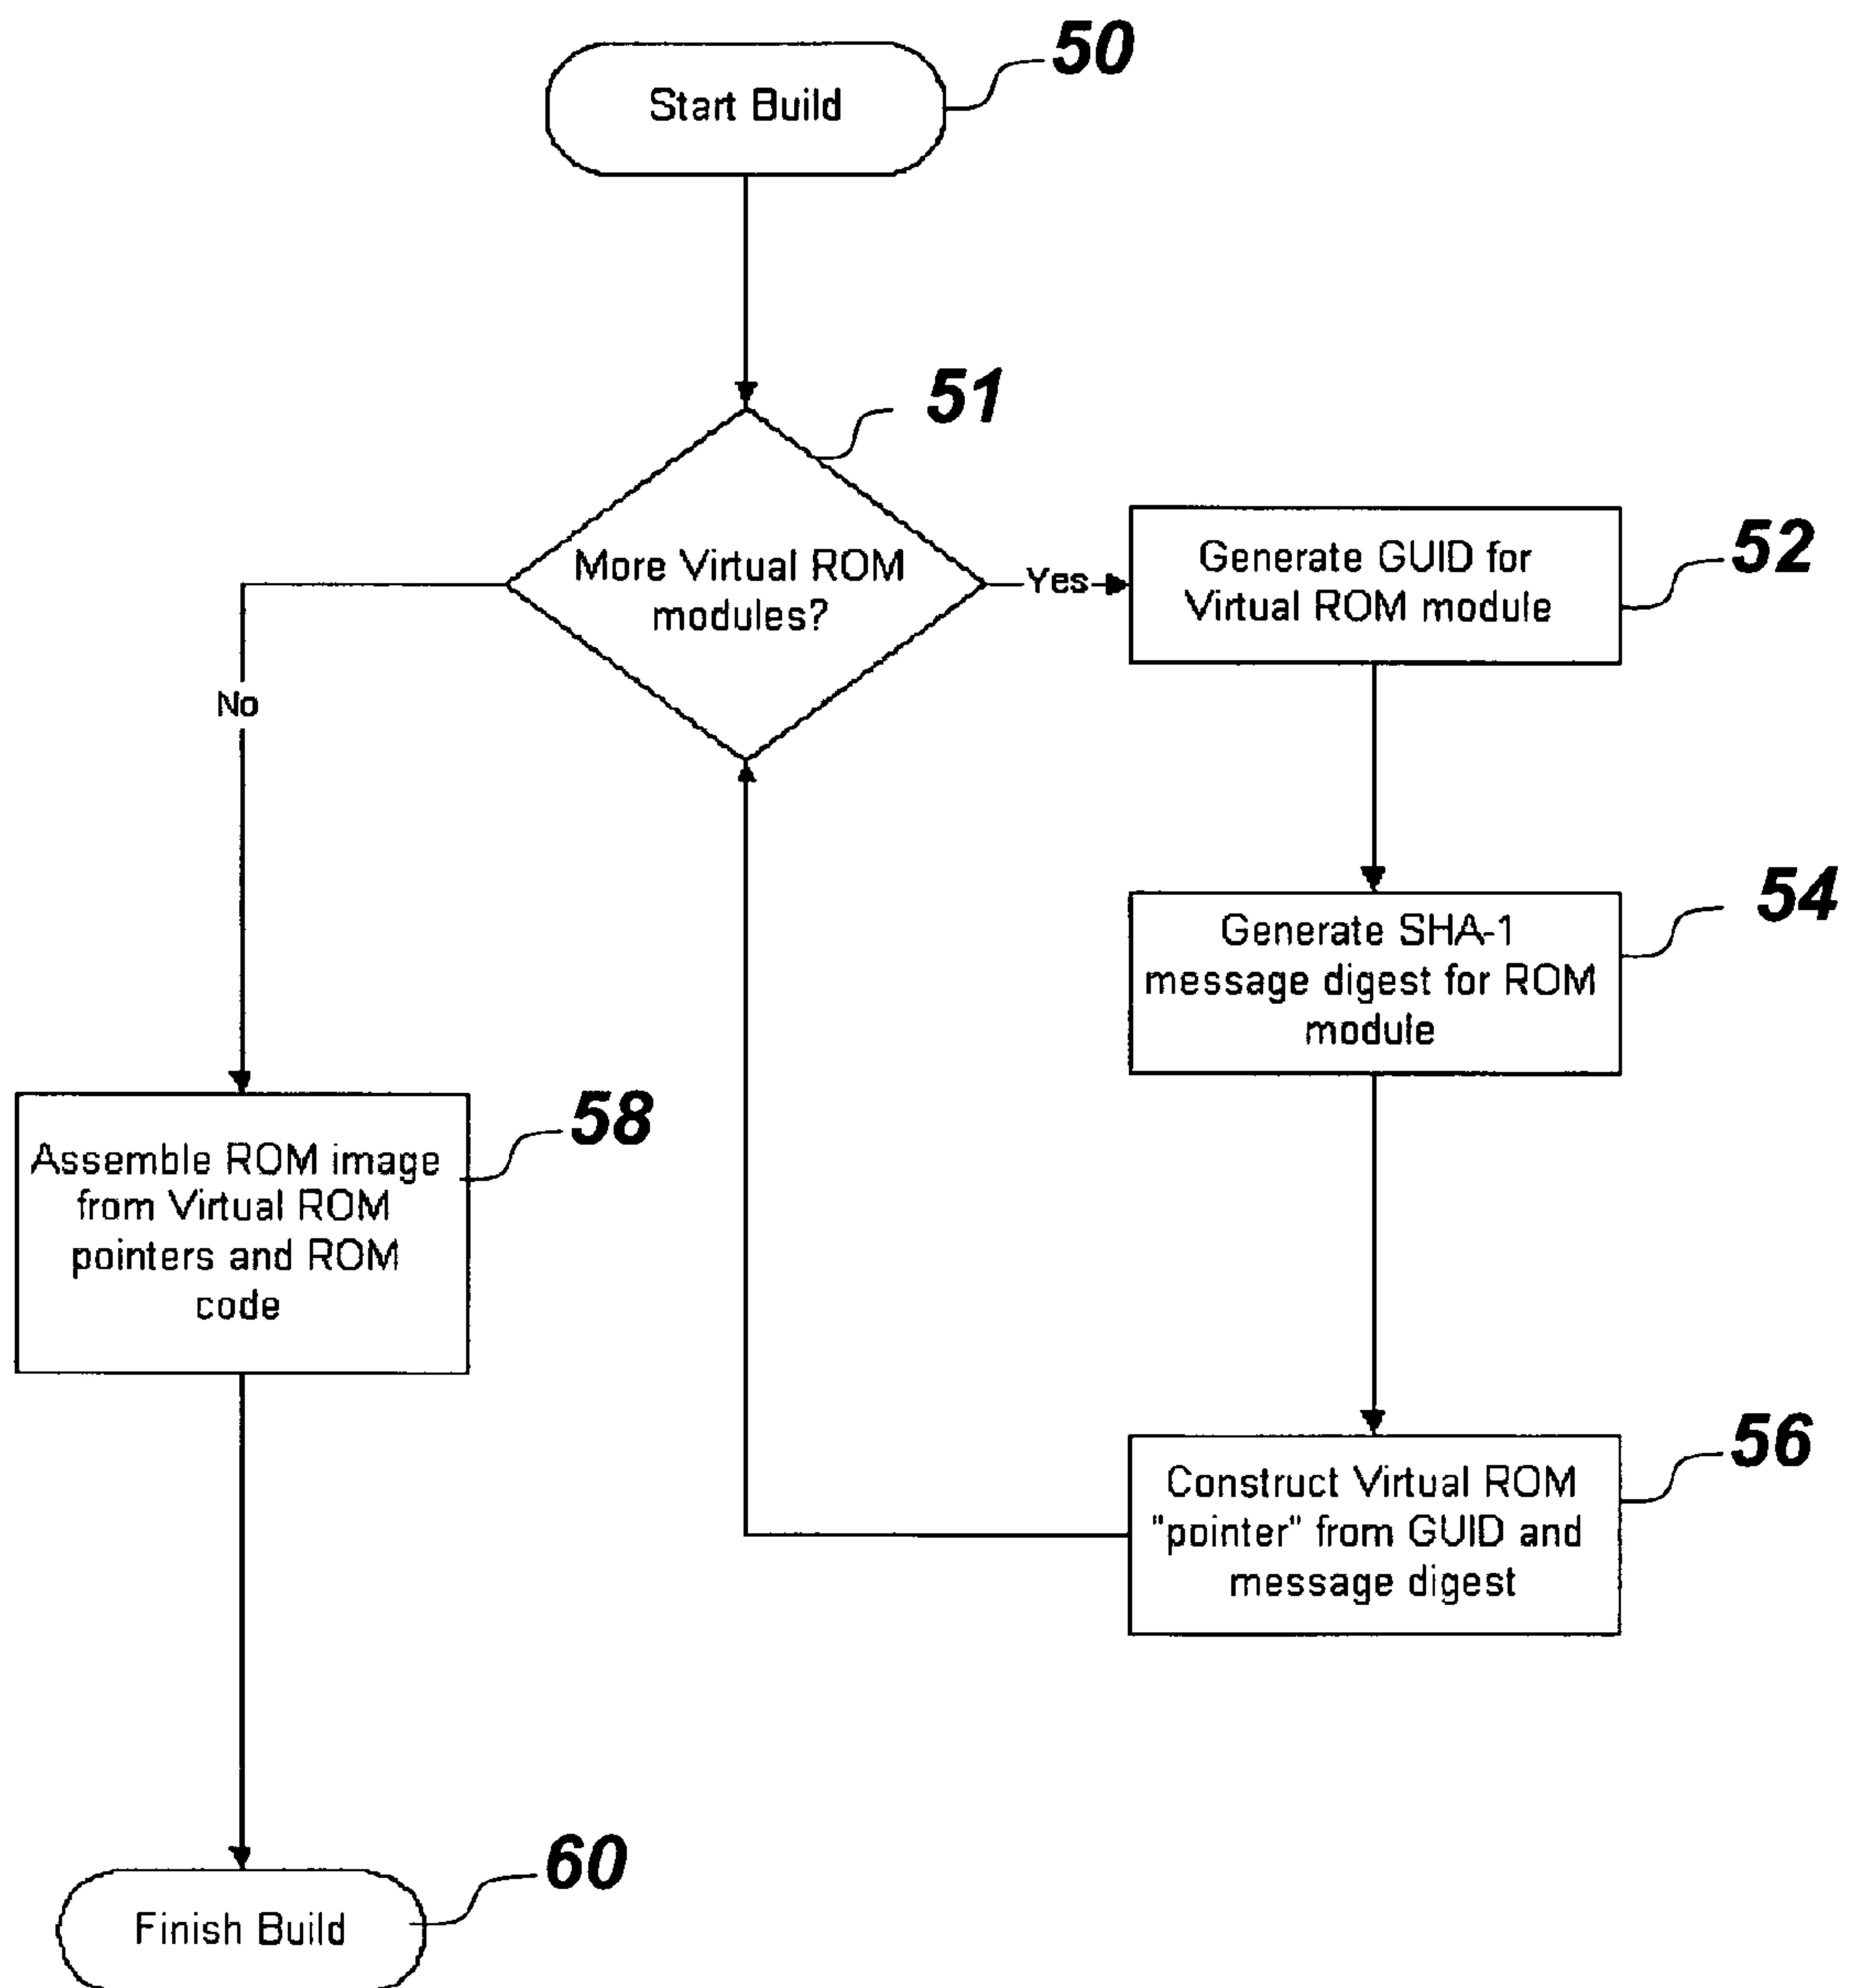 50
Start Build
51
More Virtual ROM
modules?
Yes
52
Generate GUID for
Virtual ROM module
No
54
Generate SHA-1
message digest for ROM
module
58
Assemble ROM image
from Virtual ROM
pointers and ROM
code
56
Construct Virtual ROM
"pointer" from GUID and
message digest
60
Finish Build